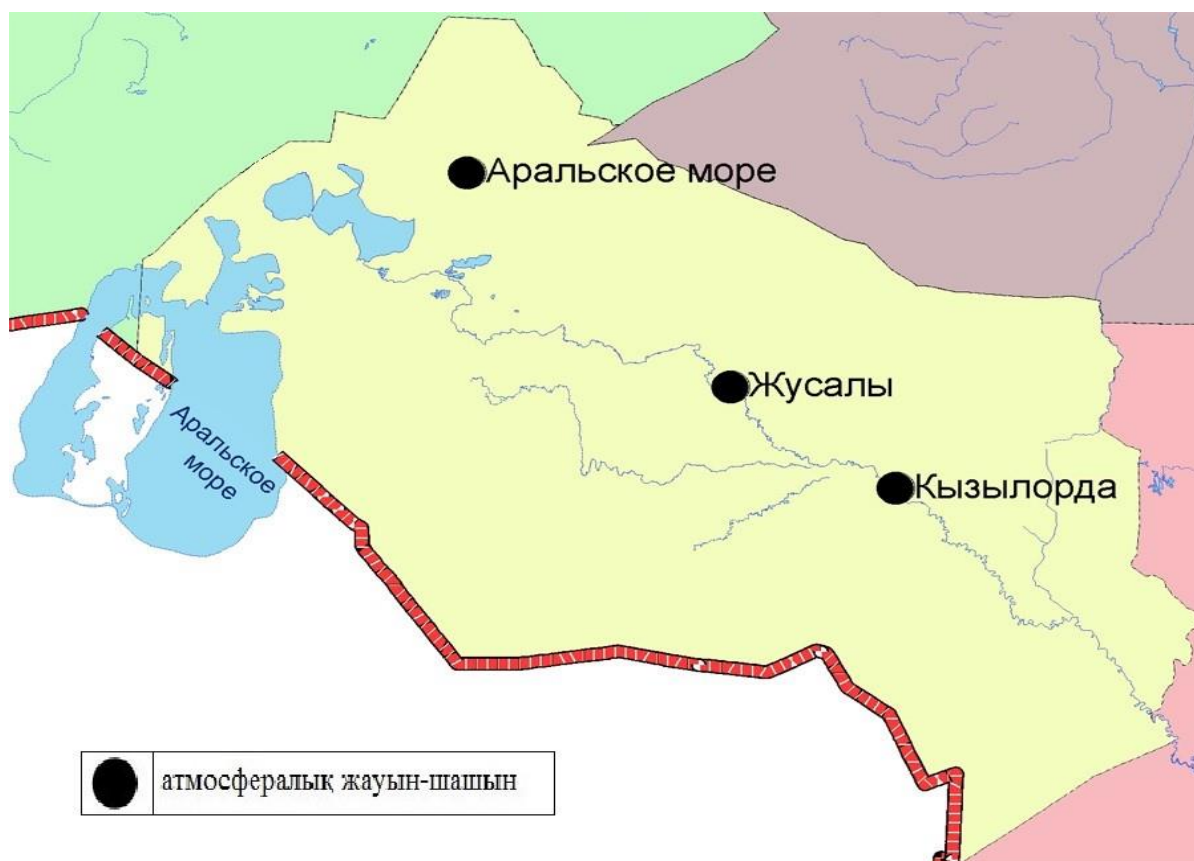 Аральское море
Жусалы
Аральское
море
Кызылорда
атмосфералық жауын-шашын